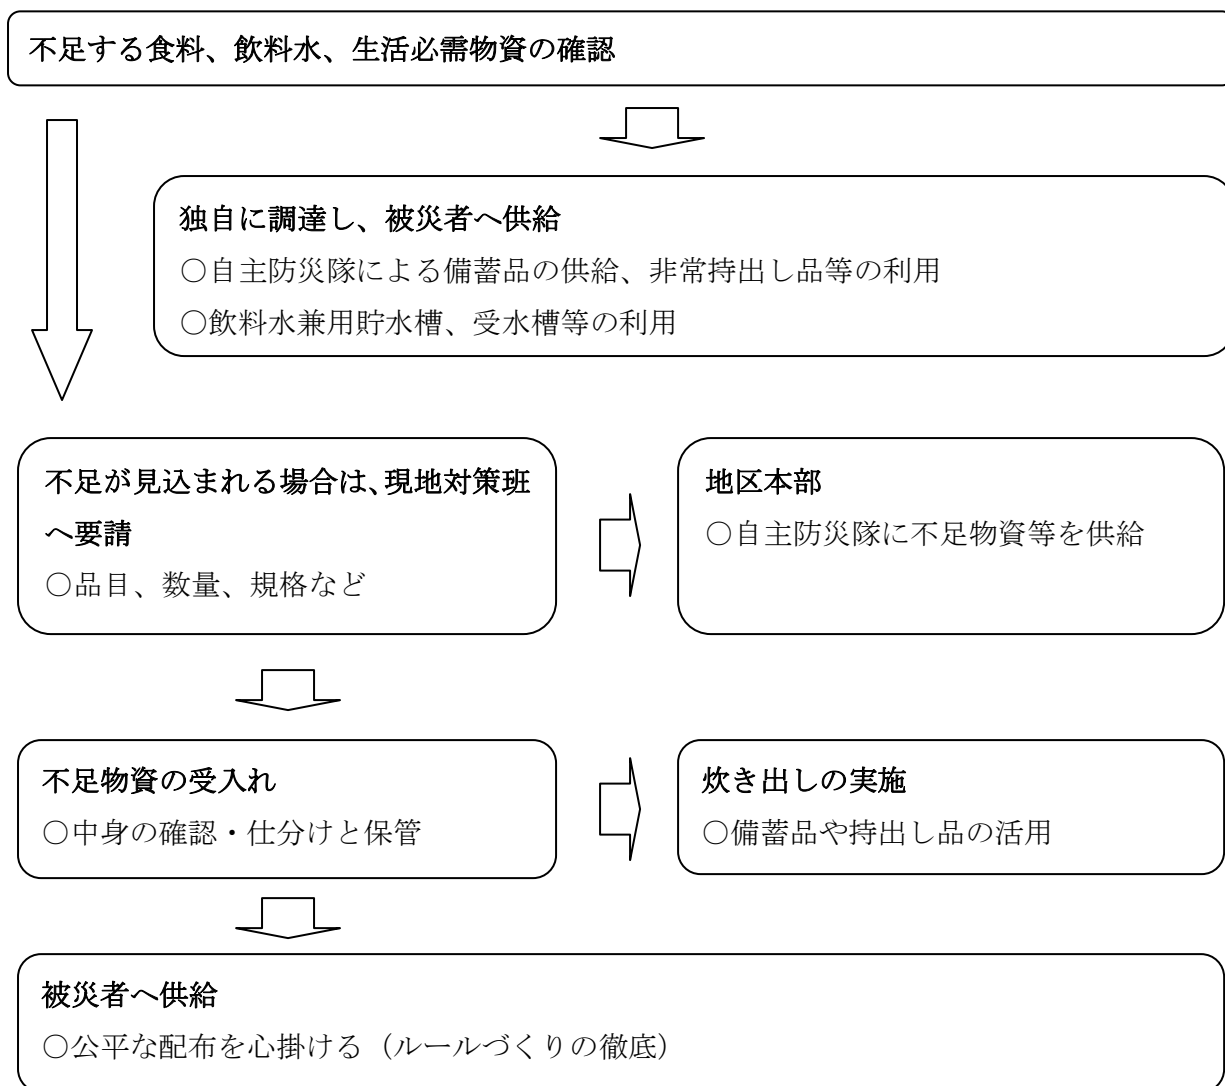 不足する食料、飲料水、生活必需物資の確認
独自に調達し、被災者へ供給
○自主防災隊による備蓄品の供給、非常持出し品等の利用
○飲料水兼用貯水槽、受水槽等の利用
不足が見込まれる場合は、現地対策班
へ要請
○品目、数量、規格など
地区本部
○自主防災隊に不足物資等を供給
不足物資の受入れ
○中身の確認・仕分けと保管
炊き出しの実施
○備蓄品や持出し品の活用
被災者へ供給
○公平な配布を心掛ける（ルールづくりの徹底）